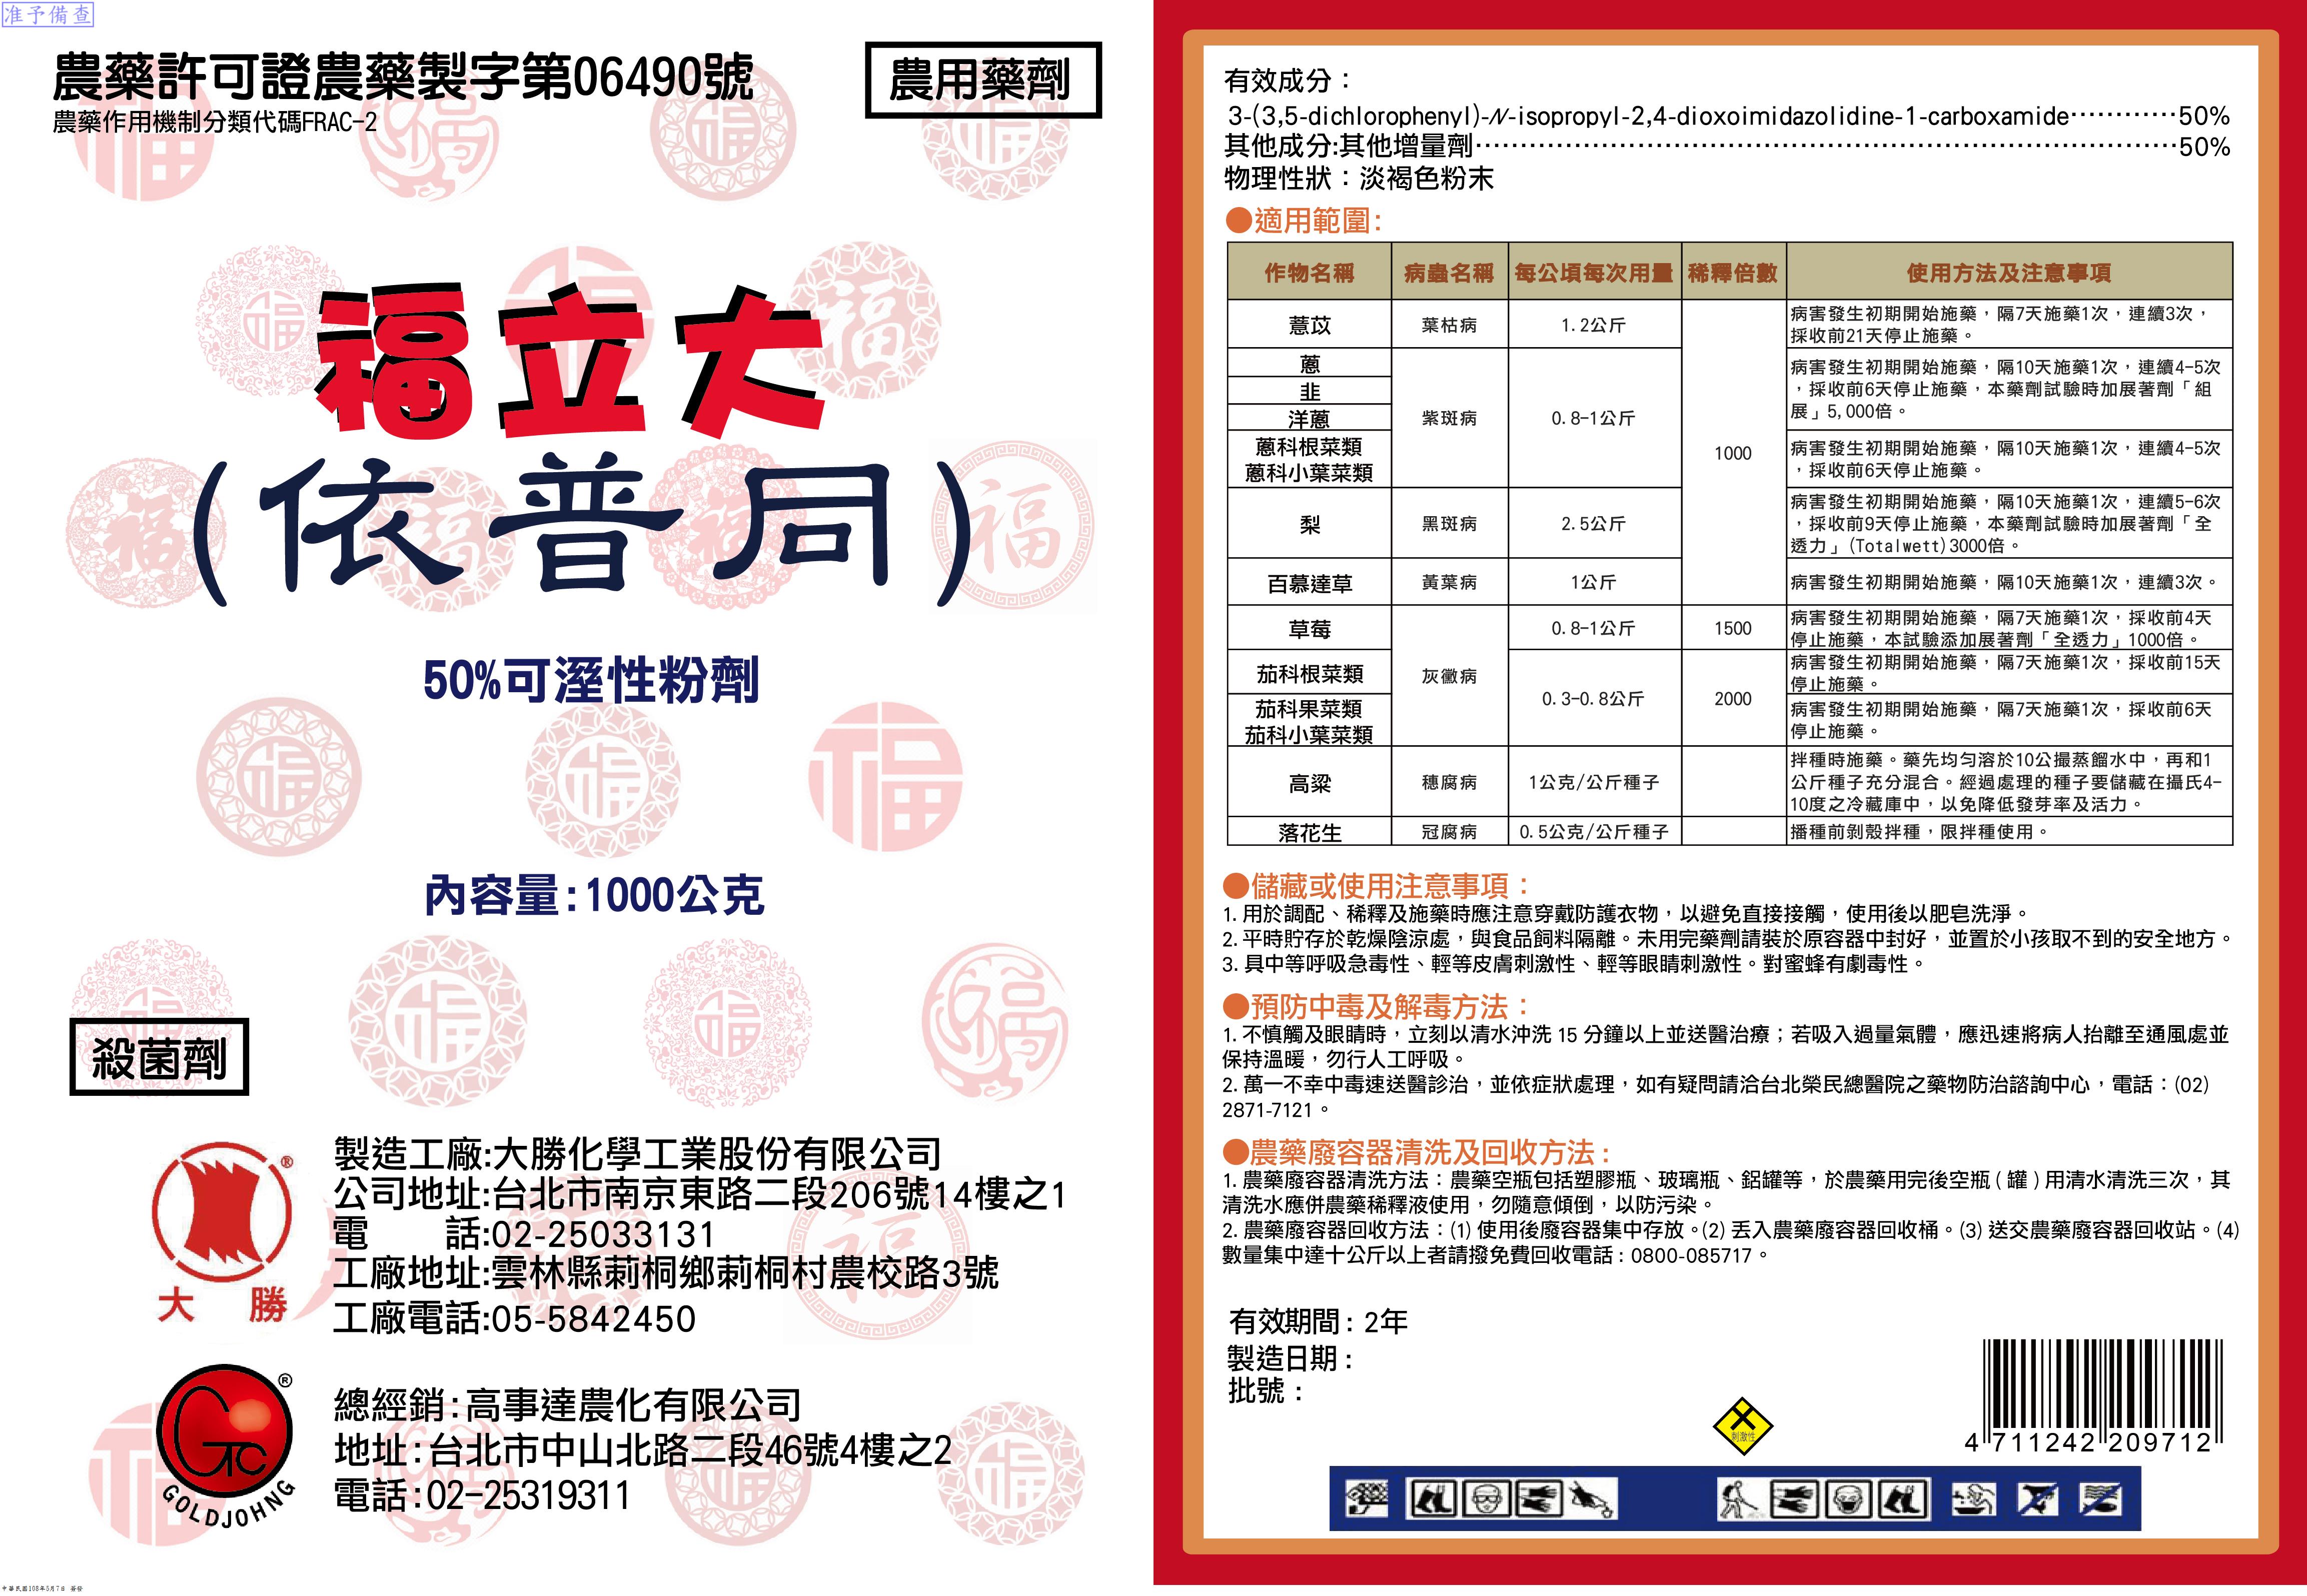 准予備查
農藥許可證農藥製字第06490號
農藥作用機制分類代碼FRAC-2
農用藥劑
福立大
(依普同)
50%可溼性粉劑
內容量:1000公克
殺菌劑
製造工廠:大勝化學工業股份有限公司
公司地址:台北市南京東路二段206號14樓之1
電　　話:02-25033131
工廠地址:雲林縣莿桐鄉莿桐村農校路3號
工廠電話:05-5842450
®
大　勝
總經銷:高事達農化有限公司
地址:台北市中山北路二段46號4樓之2
電話:02-25319311
®
GTC
GOLDJOHNG
中華民國108年5月7日 簽發
有效成分：
3-(3,5-dichlorophenyl)-N-isopropyl-2,4-dioxoimidazolidine-1-carboxamide…………50%
其他成分:其他增量劑……………………………………………………………………50%
物理性狀：淡褐色粉末
●適用範圍:
作物名稱 病蟲名稱 每公頃每次用量 稀釋倍數 使用方法及注意事項
薏苡 葉枯病 1.2公斤 1000 病害發生初期開始施藥，隔7天施藥1次，連續3次，
採收前21天停止施藥。
蔥
韭
洋蔥
紫斑病 0.8-1公斤 病害發生初期開始施藥，隔10天施藥1次，連續4-5次
，採收前6天停止施藥，本藥劑試驗時加展著劑「組
展」5,000倍。
蔥科根菜類
蔥科小葉菜類
病害發生初期開始施藥，隔10天施藥1次，連續4-5次
，採收前6天停止施藥。
梨 黑斑病 2.5公斤 病害發生初期開始施藥，隔10天施藥1次，連續5-6次
，採收前9天停止施藥，本藥劑試驗時加展著劑「全
透力」(Totalwett)3000倍。
百慕達草 黃葉病 1公斤 病害發生初期開始施藥，隔10天施藥1次，連續3次。
草莓 灰黴病 0.8-1公斤 1500 病害發生初期開始施藥，隔7天施藥1次，採收前4天
停止施藥，本試驗添加展著劑「全透力」1000倍。
茄科根菜類 0.3-0.8公斤 2000 病害發生初期開始施藥，隔7天施藥1次，採收前15天
停止施藥。
茄科果菜類
茄科小葉菜類
病害發生初期開始施藥，隔7天施藥1次，採收前6天
停止施藥。
高粱 穗腐病 1公克/公斤種子 拌種時施藥。藥先均勻溶於10公撮蒸餾水中，再和1
公斤種子充分混合。經過處理的種子要儲藏在攝氏4-
10度之冷藏庫中，以免降低發芽率及活力。
落花生 冠腐病 0.5公克/公斤種子 播種前剝殼拌種，限拌種使用。
●儲藏或使用注意事項：
1. 用於調配、稀釋及施藥時應注意穿戴防護衣物，以避免直接接觸，使用後以肥皂洗淨。
2. 平時貯存於乾燥陰涼處，與食品飼料隔離。未用完藥劑請裝於原容器中封好，並置於小孩取不到的安全地方。
3. 具中等呼吸急毒性、輕等皮膚刺激性、輕等眼睛刺激性。對蜜蜂有劇毒性。
●預防中毒及解毒方法：
1. 不慎觸及眼睛時，立刻以清水沖洗 15 分鐘以上並送醫治療；若吸入過量氣體，應迅速將病人抬離至通風處並
保持溫暖，勿行人工呼吸。
2. 萬一不幸中毒速送醫診治，並依症狀處理，如有疑問請洽台北榮民總醫院之藥物防治諮詢中心，電話：(02)
2871-7121。
●農藥廢容器清洗及回收方法:
1. 農藥廢容器清洗方法：農藥空瓶包括塑膠瓶、玻璃瓶、鋁罐等，於農藥用完後空瓶 ( 罐 ) 用清水清洗三次，其
清洗水應併農藥稀釋液使用，勿隨意傾倒，以防污染。
2. 農藥廢容器回收方法：(1) 使用後廢容器集中存放。(2) 丟入農藥廢容器回收桶。(3) 送交農藥廢容器回收站。(4)
數量集中達十公斤以上者請撥免費回收電話：0800-085717。
有效期間：2年
製造日期：
批號：
刺激性
4 711242 209712